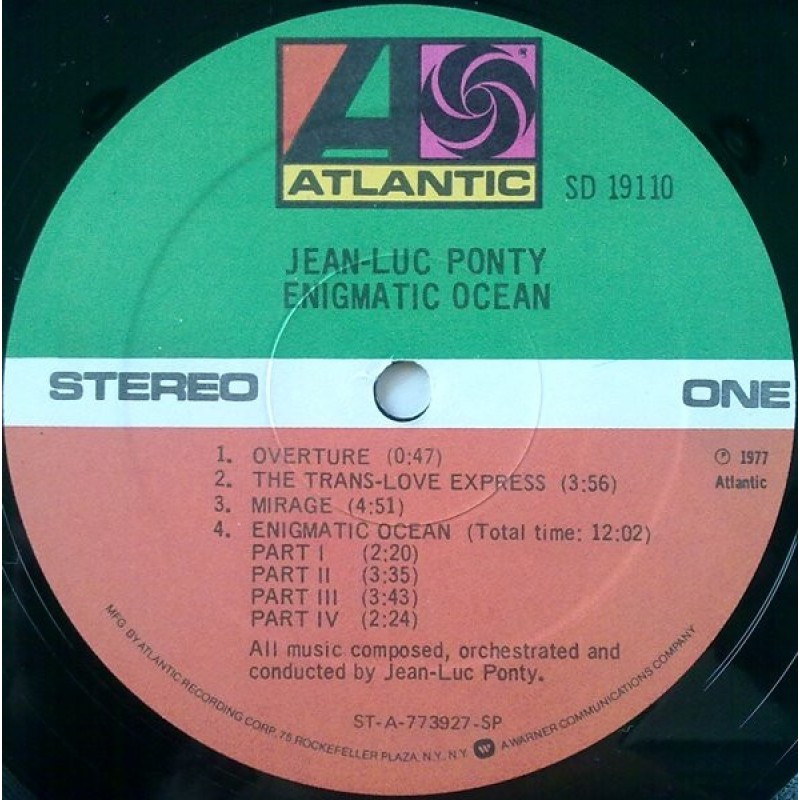 ATLANTIC
SD 19110
JEAN-LUC PONTY
ENIGMATIC OCEAN
STEREO
ONE
1. OVERTURE (0:47)
2. THE TRANS-LOVE EXPRESS (3:56)
3. MIRAGE (4:51)
4. ENIGMATIC OCEAN (Total time: 12:02)
PART I (2:20)
PART II (3:35)
PART III (3:43)
PART IV (2:24)
℗ 1977
Atlantic
All music composed, orchestrated and
conducted by Jean-Luc Ponty.
ST-A-773927-SP
MFG BY ATLANTIC RECORDING CORP, 75 ROCKEFELLER PLAZA, N.Y., N.Y. A WARNER COMMUNICATIONS COMPANY